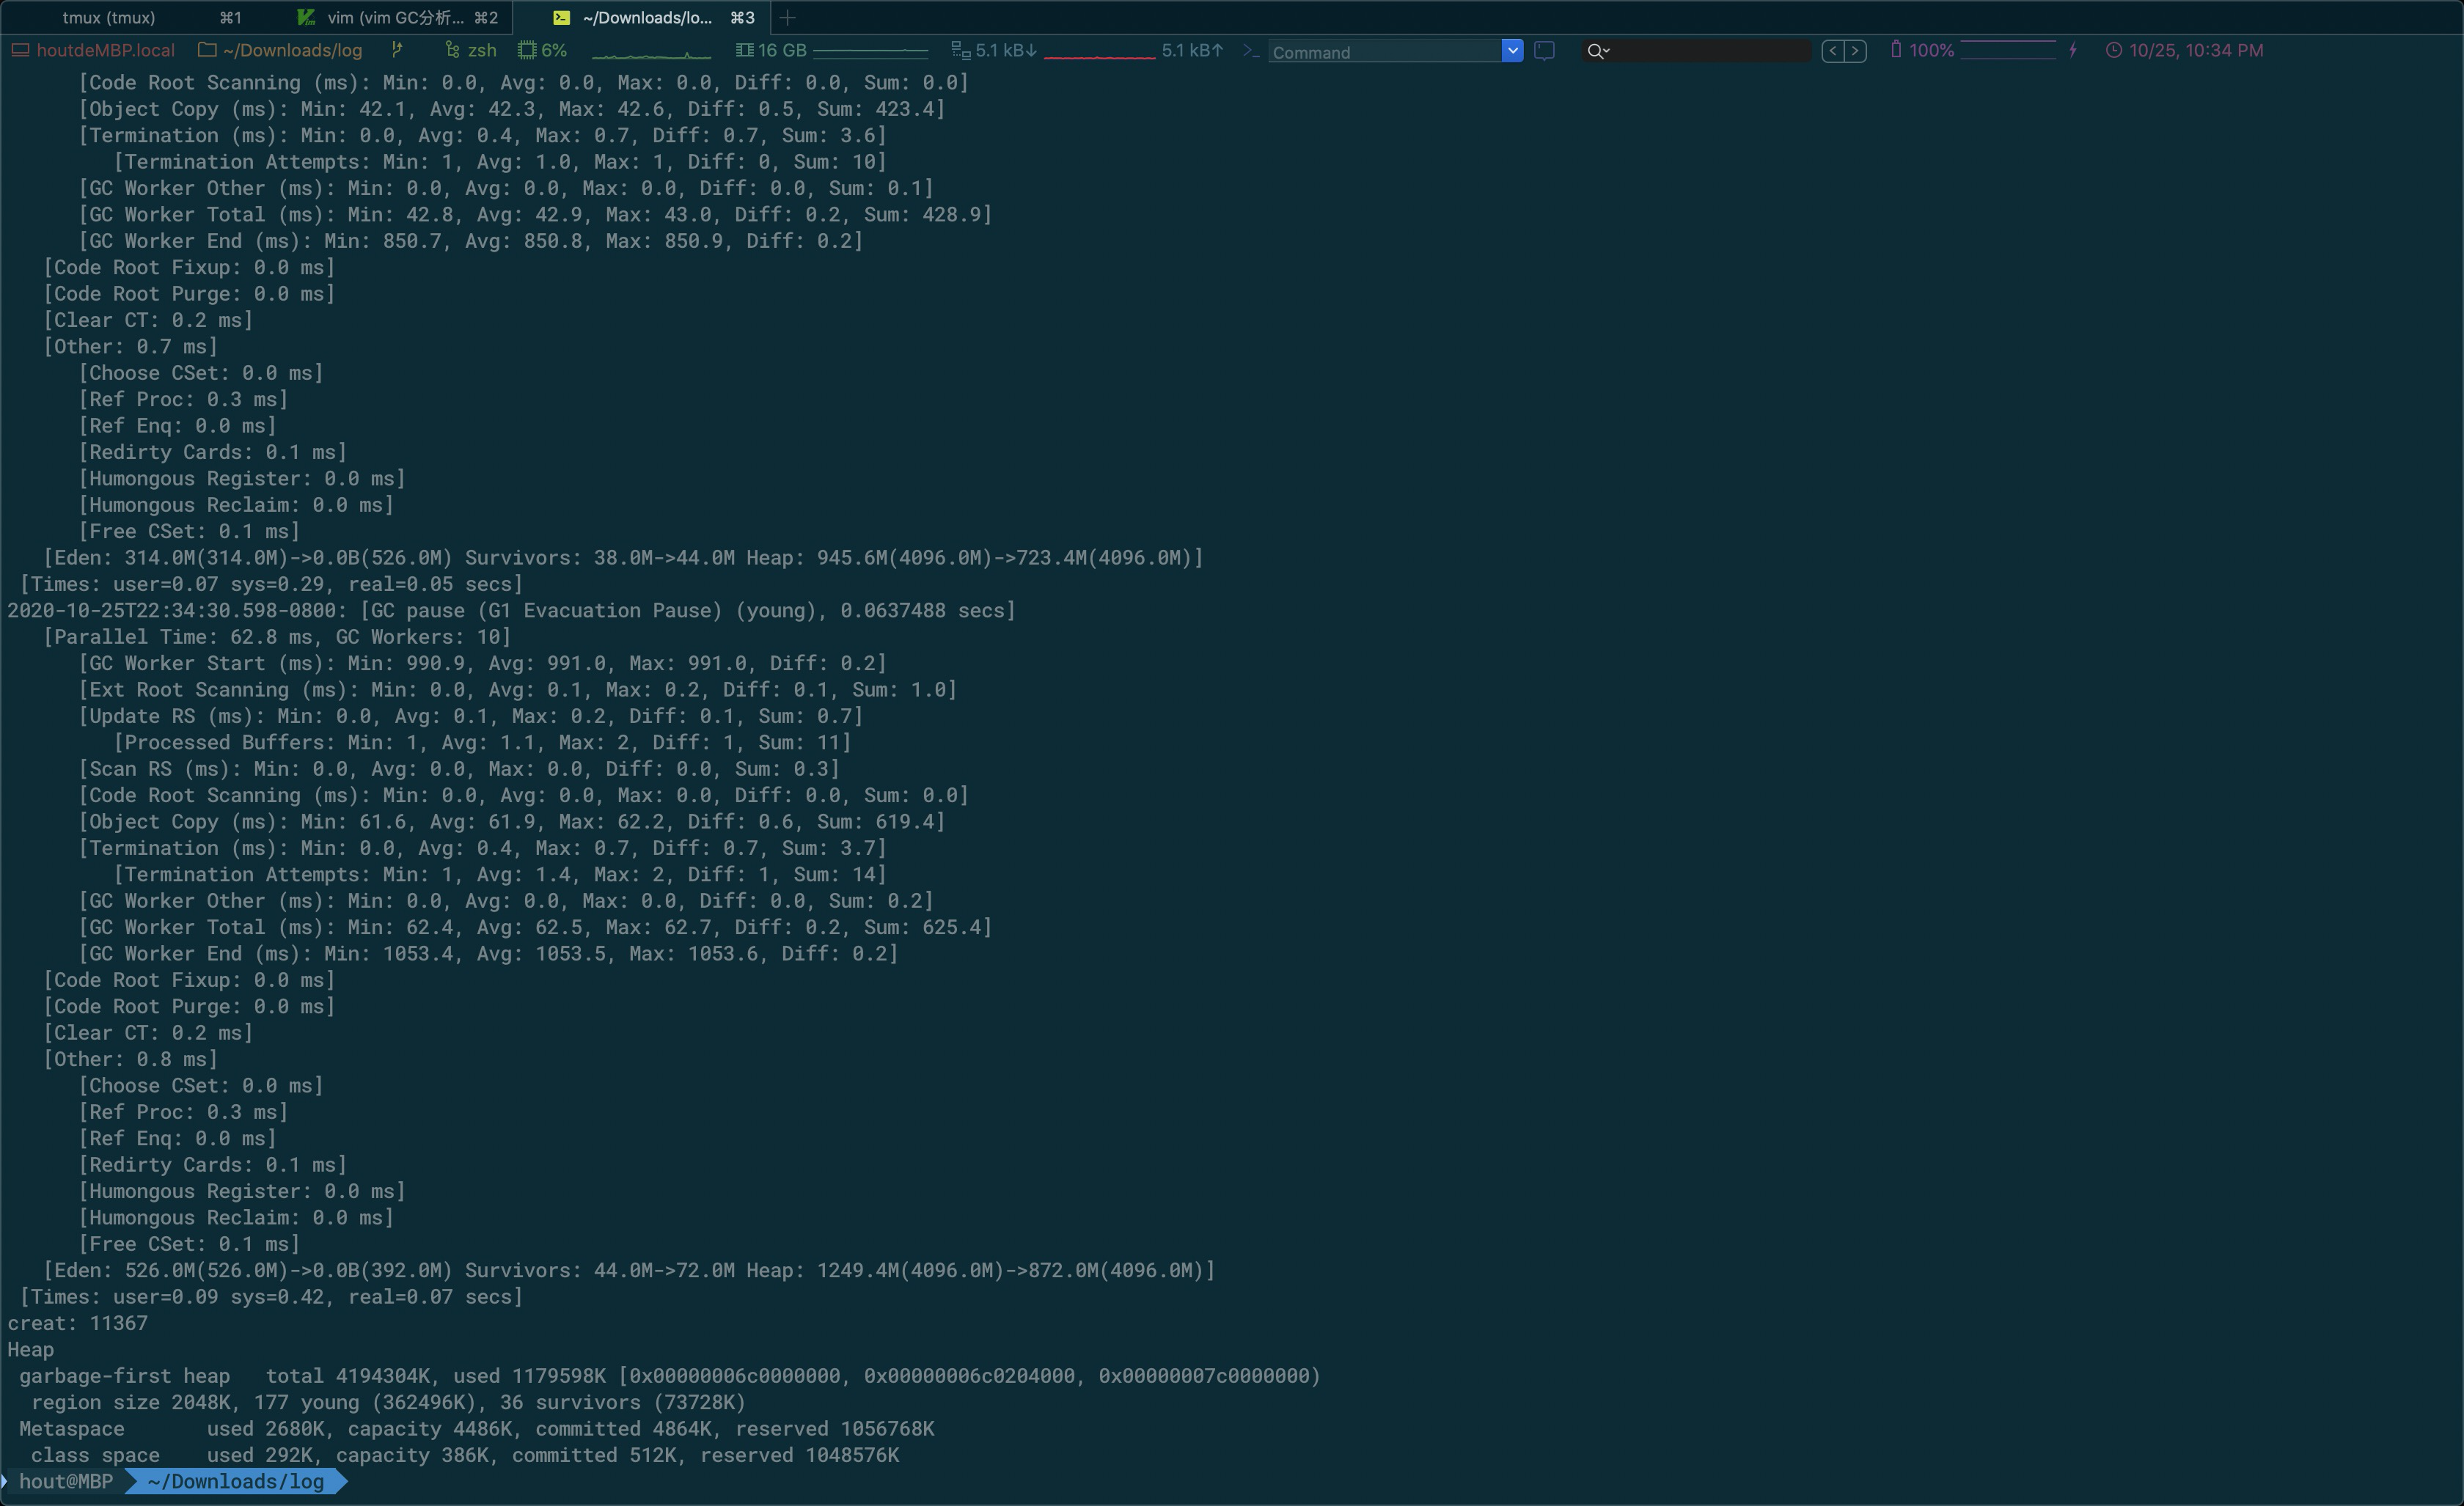 tmux (tmux) ⌘1 vim (vim GC分析... ⌘2 ~/Downloads/lo... ⌘3
houtdeMBP.local ~/Downloads/log zsh 6% 16 GB 5.1 kB↓ 5.1 kB↑ Command 100% 10/25, 10:34 PM
[Code Root Scanning (ms): Min: 0.0, Avg: 0.0, Max: 0.0, Diff: 0.0, Sum: 0.0]
[Object Copy (ms): Min: 42.1, Avg: 42.3, Max: 42.6, Diff: 0.5, Sum: 423.4]
[Termination (ms): Min: 0.0, Avg: 0.4, Max: 0.7, Diff: 0.7, Sum: 3.6]
[Termination Attempts: Min: 1, Avg: 1.0, Max: 1, Diff: 0, Sum: 10]
[GC Worker Other (ms): Min: 0.0, Avg: 0.0, Max: 0.0, Diff: 0.0, Sum: 0.1]
[GC Worker Total (ms): Min: 42.8, Avg: 42.9, Max: 43.0, Diff: 0.2, Sum: 428.9]
[GC Worker End (ms): Min: 850.7, Avg: 850.8, Max: 850.9, Diff: 0.2]
[Code Root Fixup: 0.0 ms]
[Code Root Purge: 0.0 ms]
[Clear CT: 0.2 ms]
[Other: 0.7 ms]
[Choose CSet: 0.0 ms]
[Ref Proc: 0.3 ms]
[Ref Enq: 0.0 ms]
[Redirty Cards: 0.1 ms]
[Humongous Register: 0.0 ms]
[Humongous Reclaim: 0.0 ms]
[Free CSet: 0.1 ms]
[Eden: 314.0M(314.0M)->0.0B(526.0M) Survivors: 38.0M->44.0M Heap: 945.6M(4096.0M)->723.4M(4096.0M)]
[Times: user=0.07 sys=0.29, real=0.05 secs]
2020-10-25T22:34:30.598-0800: [GC pause (G1 Evacuation Pause) (young), 0.0637488 secs]
[Parallel Time: 62.8 ms, GC Workers: 10]
[GC Worker Start (ms): Min: 990.9, Avg: 991.0, Max: 991.0, Diff: 0.2]
[Ext Root Scanning (ms): Min: 0.0, Avg: 0.1, Max: 0.2, Diff: 0.1, Sum: 1.0]
[Update RS (ms): Min: 0.0, Avg: 0.1, Max: 0.2, Diff: 0.1, Sum: 0.7]
[Processed Buffers: Min: 1, Avg: 1.1, Max: 2, Diff: 1, Sum: 11]
[Scan RS (ms): Min: 0.0, Avg: 0.0, Max: 0.0, Diff: 0.0, Sum: 0.3]
[Code Root Scanning (ms): Min: 0.0, Avg: 0.0, Max: 0.0, Diff: 0.0, Sum: 0.0]
[Object Copy (ms): Min: 61.6, Avg: 61.9, Max: 62.2, Diff: 0.6, Sum: 619.4]
[Termination (ms): Min: 0.0, Avg: 0.4, Max: 0.7, Diff: 0.7, Sum: 3.7]
[Termination Attempts: Min: 1, Avg: 1.4, Max: 2, Diff: 1, Sum: 14]
[GC Worker Other (ms): Min: 0.0, Avg: 0.0, Max: 0.0, Diff: 0.0, Sum: 0.2]
[GC Worker Total (ms): Min: 62.4, Avg: 62.5, Max: 62.7, Diff: 0.2, Sum: 625.4]
[GC Worker End (ms): Min: 1053.4, Avg: 1053.5, Max: 1053.6, Diff: 0.2]
[Code Root Fixup: 0.0 ms]
[Code Root Purge: 0.0 ms]
[Clear CT: 0.2 ms]
[Other: 0.8 ms]
[Choose CSet: 0.0 ms]
[Ref Proc: 0.3 ms]
[Ref Enq: 0.0 ms]
[Redirty Cards: 0.1 ms]
[Humongous Register: 0.0 ms]
[Humongous Reclaim: 0.0 ms]
[Free CSet: 0.1 ms]
[Eden: 526.0M(526.0M)->0.0B(392.0M) Survivors: 44.0M->72.0M Heap: 1249.4M(4096.0M)->872.0M(4096.0M)]
[Times: user=0.09 sys=0.42, real=0.07 secs]
creat: 11367
Heap
garbage-first heap total 4194304K, used 1179598K [0x00000006c0000000, 0x00000006c0204000, 0x00000007c0000000)
region size 2048K, 177 young (362496K), 36 survivors (73728K)
Metaspace used 2680K, capacity 4486K, committed 4864K, reserved 1056768K
class space used 292K, capacity 386K, committed 512K, reserved 1048576K
hout@MBP ~/Downloads/log